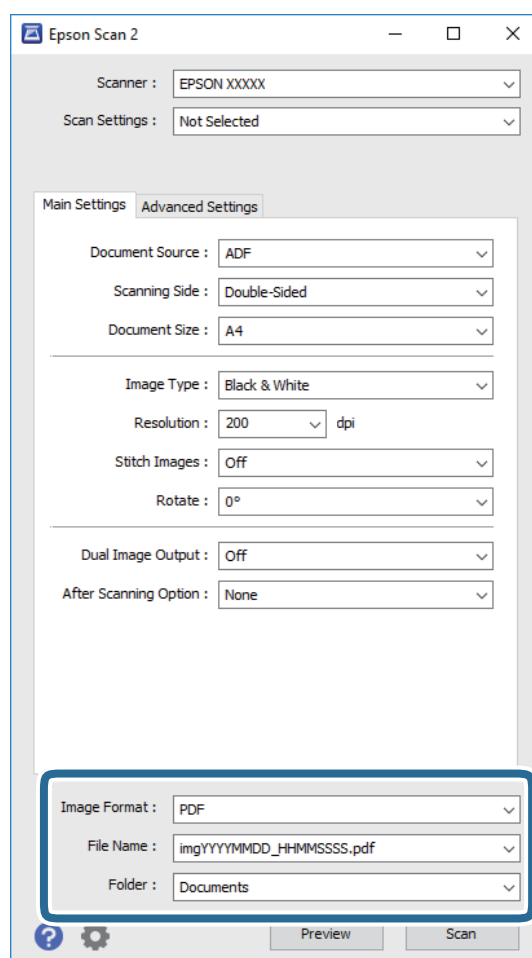 Epson Scan 2
Scanner : EPSON XXXXX
Scan Settings : Not Selected
Main Settings Advanced Settings
Document Source : ADF
Scanning Side : Double-Sided
Document Size : A4
Image Type : Black & White
Resolution : 200 dpi
Stitch Images : Off
Rotate : 0°
Dual Image Output : Off
After Scanning Option : None
Image Format : PDF
File Name : imgYYYYMMDD_HHMMSSSS.pdf
Folder : Documents
? Preview Scan